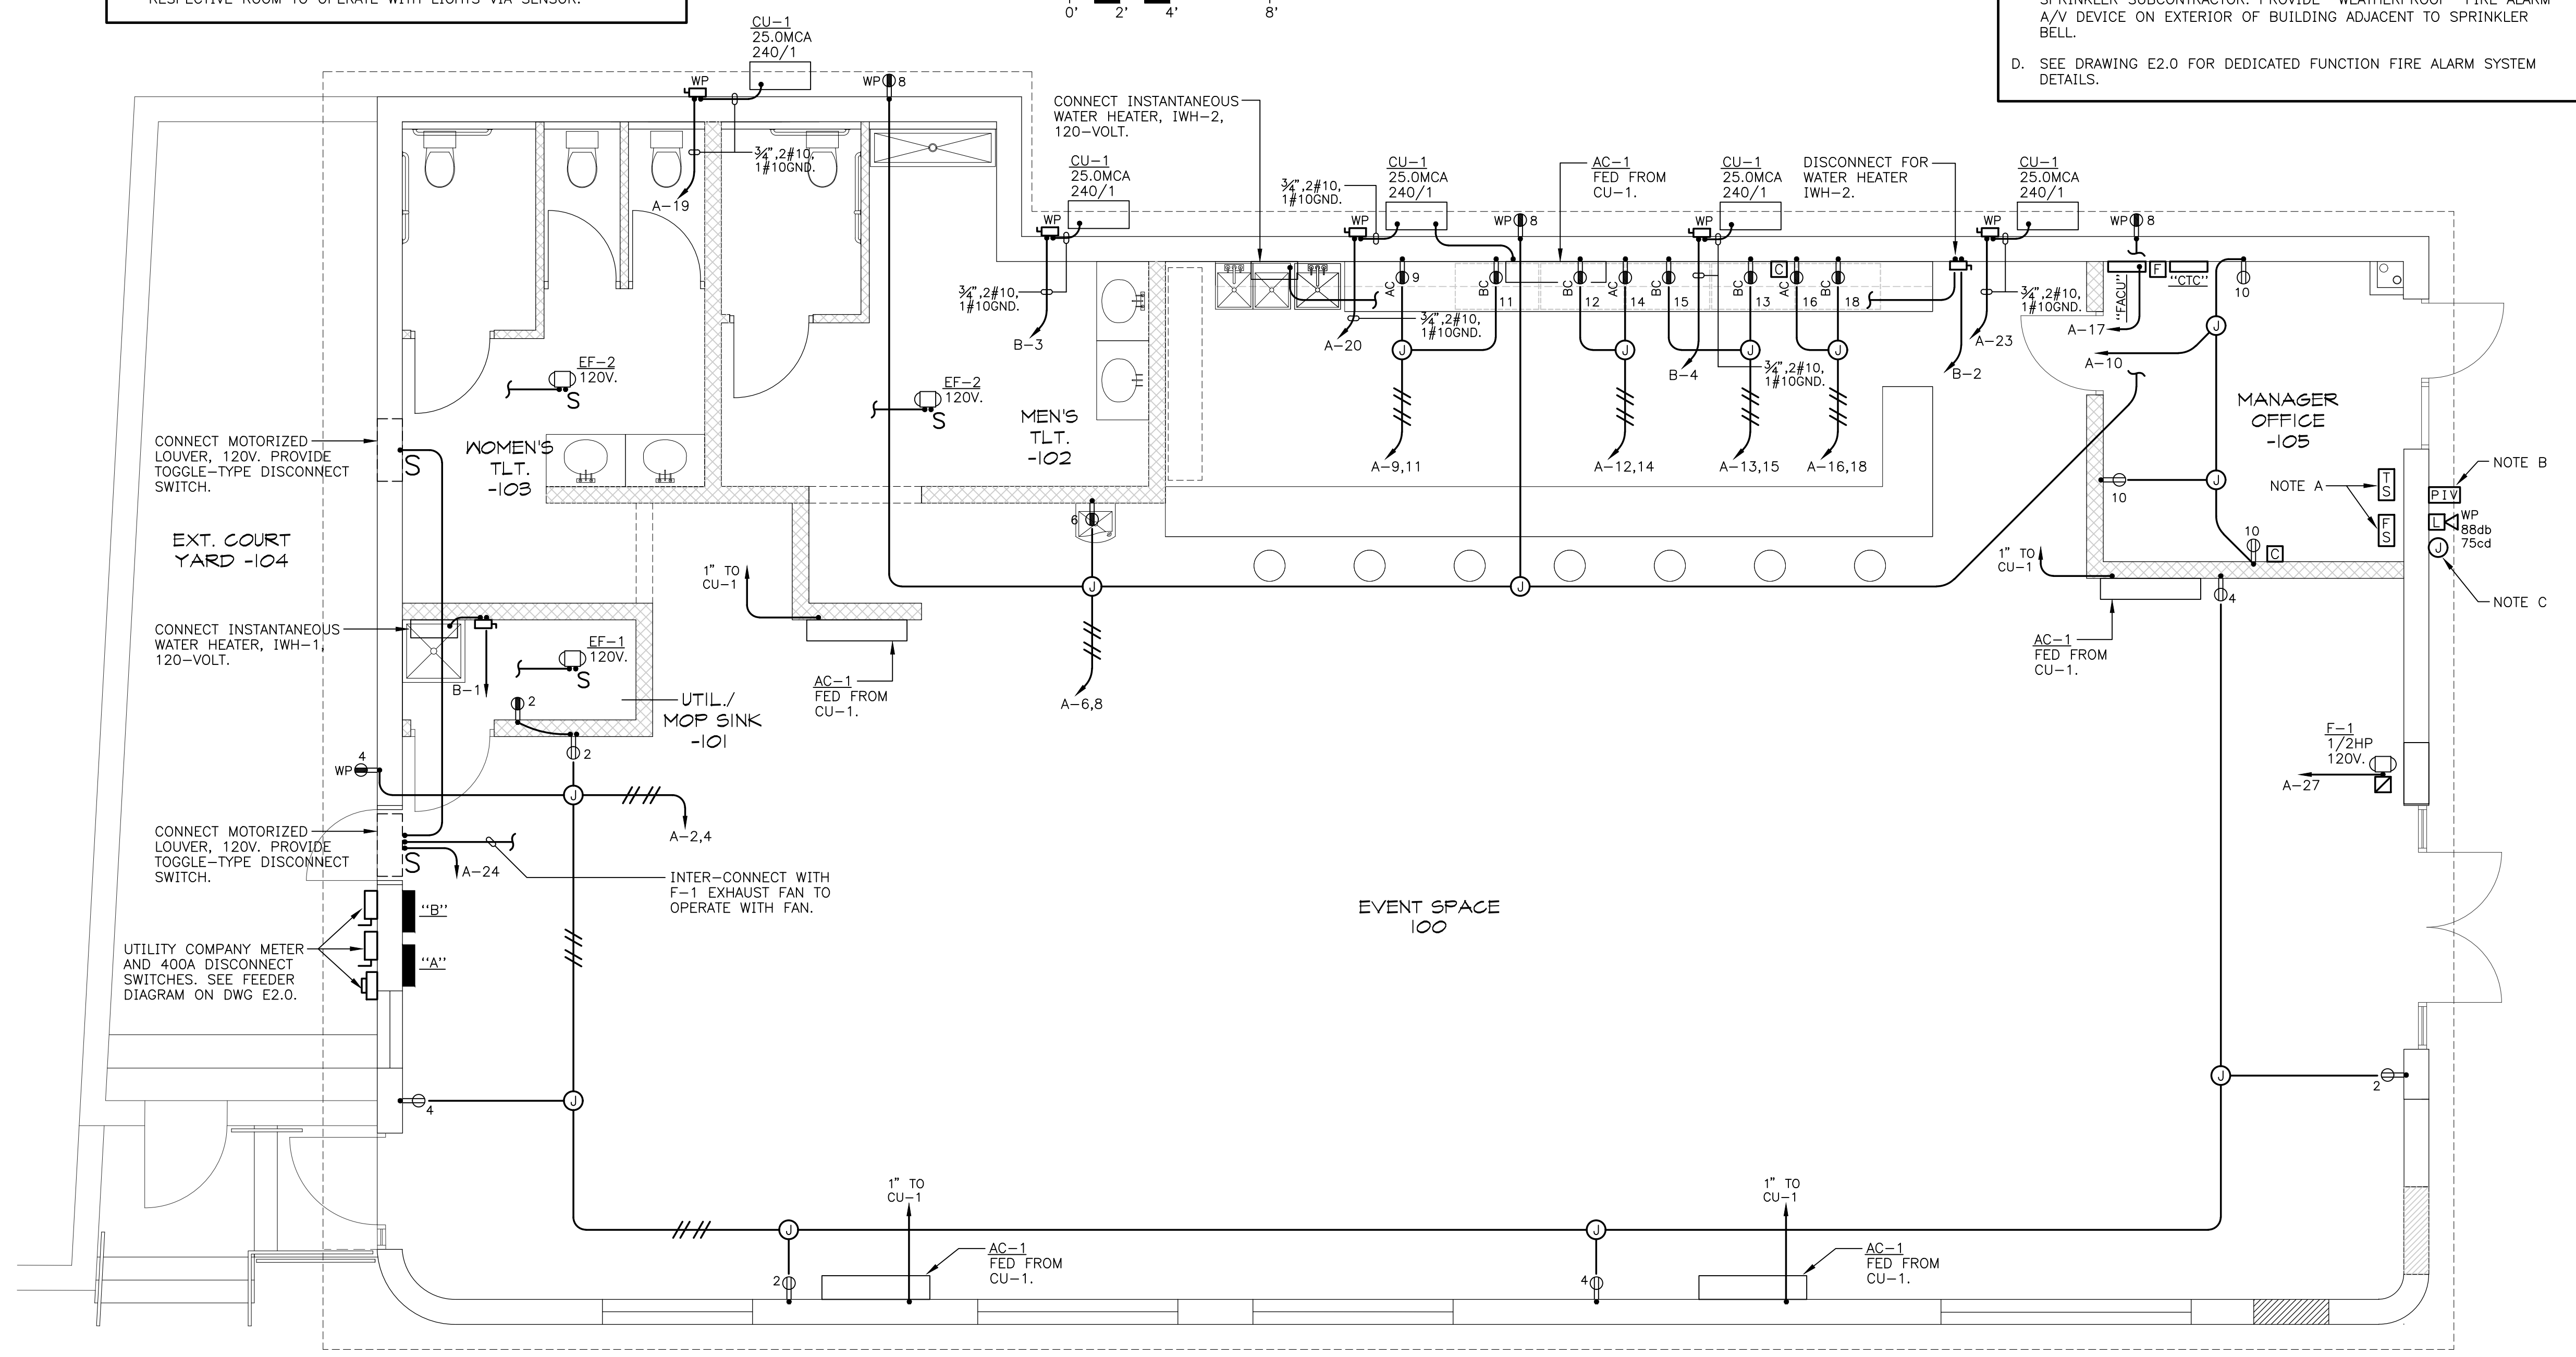 RESPECTIVE ROOM TO OPERATE WITH LIGHTS VIA SENSOR.
0' 2' 4' 8'
SPRINKLER SUBCONTRACTOR. PROVIDE "WEATHERPROOF" FIRE ALARM
A/V DEVICE ON EXTERIOR OF BUILDING ADJACENT TO SPRINKLER
BELL.
D. SEE DRAWING E2.0 FOR DEDICATED FUNCTION FIRE ALARM SYSTEM
DETAILS.
CU-1
25.0MCA
240/1
WP
WP 8
3/4",2#10,
1#10GND.
A-19
CONNECT INSTANTANEOUS
WATER HEATER, IWH-2,
120-VOLT.
CU-1
25.0MCA
240/1
WP
3/4",2#10,
1#10GND.
B-3
3/4",2#10,
1#10GND.
CU-1
25.0MCA
240/1
WP
3/4",2#10,
1#10GND.
A-20
WP 8
AC-1
FED FROM
CU-1.
CU-1
25.0MCA
240/1
WP
3/4",2#10,
1#10GND.
B-4
DISCONNECT FOR
WATER HEATER
IWH-2.
B-2
CU-1
25.0MCA
240/1
WP
3/4",2#10,
1#10GND.
A-23
WP 8
AC 9
BC 11
BC 12
AC 14
BC 15
BC 13
C
AC 16
BC 18
J
J
J
J
A-9,11
A-12,14
A-13,15
A-16,18
"FACU"
F
"CTC"
10
A-17
J
A-10
MANAGER
OFFICE
-105
J
10
10
C
NOTE A
T
S
F
S
NOTE B
PIV
L
WP
88db
75cd
J
NOTE C
EF-2
120V.
S
WOMEN'S
TLT.
-103
EF-2
120V.
S
MEN'S
TLT.
-102
CONNECT MOTORIZED
LOUVER, 120V. PROVIDE
TOGGLE-TYPE DISCONNECT
SWITCH.
S
EXT. COURT
YARD -104
6
J
J
A-6,8
1" TO
CU-1
AC-1
FED FROM
CU-1.
1" TO
CU-1
4
AC-1
FED FROM
CU-1.
CONNECT INSTANTANEOUS
WATER HEATER, IWH-1,
120-VOLT.
B-1
EF-1
120V.
S
2
UTIL./
MOP SINK
-101
2
4
WP
J
A-2,4
F-1
1/2HP
120V.
A-27
CONNECT MOTORIZED
LOUVER, 120V. PROVIDE
TOGGLE-TYPE DISCONNECT
SWITCH.
S
A-24
INTER-CONNECT WITH
F-1 EXHAUST FAN TO
OPERATE WITH FAN.
"B"
"A"
UTILITY COMPANY METER
AND 400A DISCONNECT
SWITCHES. SEE FEEDER
DIAGRAM ON DWG E2.0.
EVENT SPACE
100
4
J
J
2
1" TO
CU-1
J
2
AC-1
FED FROM
CU-1.
J
4
1" TO
CU-1
AC-1
FED FROM
CU-1.